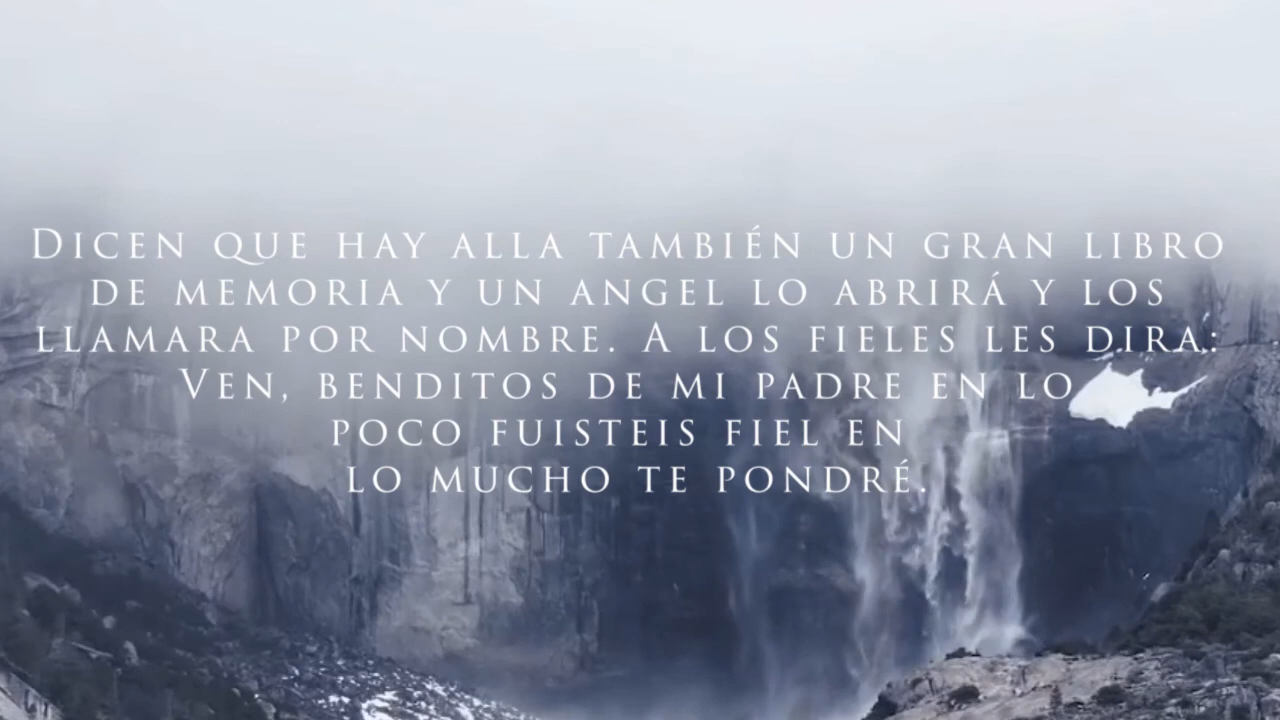 Dicen que hay alla también un gran libro
de memoria y un angel lo abrirá y los
llamara por nombre. A los fieles les dira:
Ven, benditos de mi padre en lo
poco fuisteis fiel en
lo mucho te pondré.